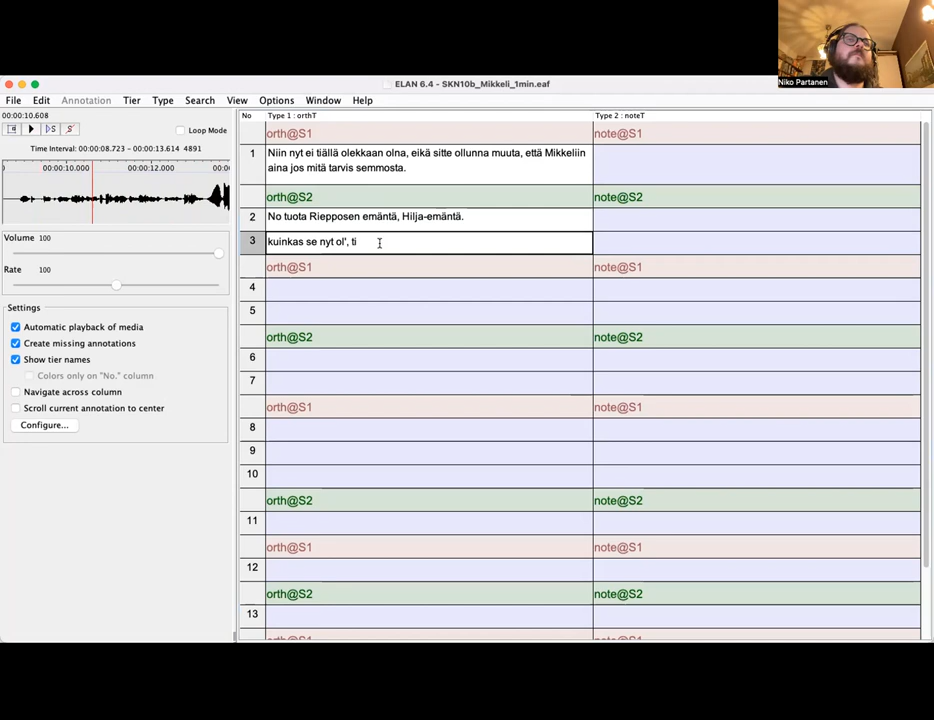 Niko Partanen
ELAN 6.4 - SKN10b_Mikkeli_1min.eaf
File Edit Annotation Tier Type Search View Options Window Help
00:00:10.608
Loop Mode
Time Interval: 00:00:08.723 - 00:00:13.614 4891
00:00:10.000 00:00:12.000 00:0
Volume 100
Rate 100
Settings
Automatic playback of media
Create missing annotations
Show tier names
Colors only on "No." column
Navigate across column
Scroll current annotation to center
Configure...
No Type 1 : orthT Type 2 : noteT
orth@S1 note@S1
1 Niin nyt ei tiällä olekkaan olna, eikä sitte ollunna muuta, että Mikkeliin
aina jos mitä tarvis semmosta.
orth@S2 note@S2
2 No tuota Riepposen emäntä, Hilja-emäntä.
3 kuinkas se nyt ol', ti
orth@S1 note@S1
4
5
orth@S2 note@S2
6
7
orth@S1 note@S1
8
9
10
orth@S2 note@S2
11
orth@S1 note@S1
12
orth@S2 note@S2
13
orth@S1 note@S1